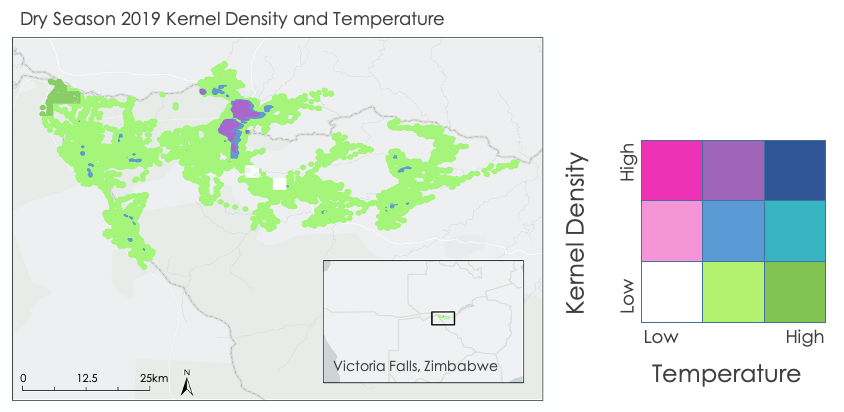 Dry Season 2019 Kernel Density and Temperature
Kernel Density
High
Low
Low
High
Temperature
Victoria Falls, Zimbabwe
0
12.5
25km
N